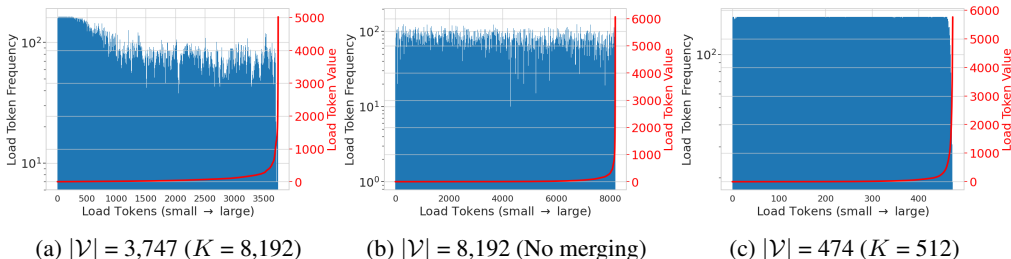 Load Token Frequency
10²
10¹
5000
4000
3000
2000
1000
0
Load Token Value
0 500 1000 1500 2000 2500 3000 3500
Load Tokens (small → large)
(a) |𝒱| = 3,747 (K = 8,192)
Load Token Frequency
10²
10¹
10⁰
6000
5000
4000
3000
2000
1000
0
Load Token Value
0 2000 4000 6000 8000
Load Tokens (small → large)
(b) |𝒱| = 8,192 (No merging)
Load Token Frequency
10²
6000
5000
4000
3000
2000
1000
0
Load Token Value
0 100 200 300 400
Load Tokens (small → large)
(c) |𝒱| = 474 (K = 512)